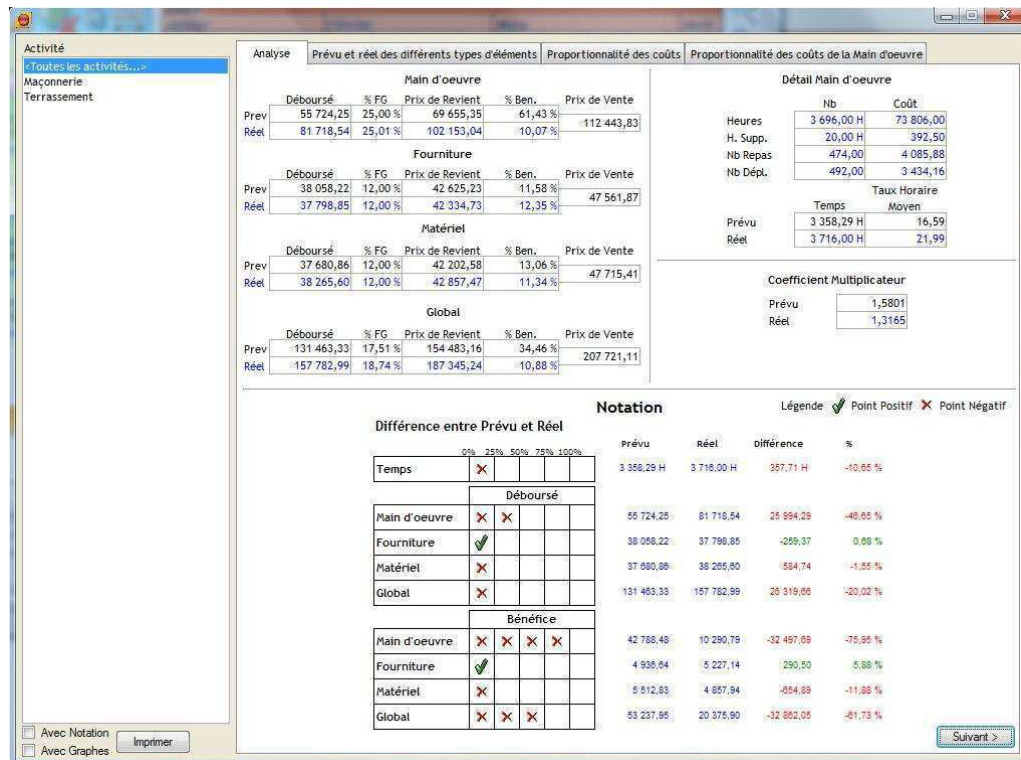 Activité
<Toutes les activités...>
Maçonnerie
Terrassement
Analyse Prévu et réel des différents types d'éléments Proportionnalité des coûts Proportionnalité des coûts de la Main d'oeuvre
Main d'oeuvre
Déboursé % FG Prix de Revient % Ben. Prix de Vente
Prev 55 724,25 25,00 % 69 655,35 61,43 % 112 443,83
Réel 81 718,54 25,01 % 102 153,04 10,07 %
Fourniture
Déboursé % FG Prix de Revient % Ben. Prix de Vente
Prev 38 058,22 12,00 % 42 625,23 11,58 % 47 561,87
Réel 37 798,85 12,00 % 42 334,73 12,35 %
Matériel
Déboursé % FG Prix de Revient % Ben. Prix de Vente
Prev 37 680,86 12,00 % 42 202,58 13,06 % 47 715,41
Réel 38 265,60 12,00 % 42 857,47 11,34 %
Global
Déboursé % FG Prix de Revient % Ben. Prix de Vente
Prev 131 463,33 17,51 % 154 483,16 34,46 % 207 721,11
Réel 157 782,99 18,74 % 187 345,24 10,88 %
Détail Main d'oeuvre
Nb Coût
Heures 3 696,00 H 73 806,00
H. Supp. 20,00 H 392,50
Nb Repas 474,00 4 085,88
Nb Dépl. 492,00 3 434,16
Taux Horaire
Temps Moyen
Prévu 3 358,29 H 16,59
Réel 3 716,00 H 21,99
Coefficient Multiplicateur
Prévu 1,5801
Réel 1,3165
Notation
Légende Point Positif Point Négatif
Différence entre Prévu et Réel
Prévu Réel Différence %
0% 25% 50% 75% 100%
Temps 3 358,29 H 3 716,00 H 357,71 H -10,65 %
Déboursé
Main d'oeuvre 55 724,25 81 718,54 25 994,29 -46,65 %
Fourniture 38 058,22 37 798,85 -259,37 0,68 %
Matériel 37 680,86 38 265,60 584,74 -1,55 %
Global 131 463,33 157 782,99 26 319,66 -20,02 %
Bénéfice
Main d'oeuvre 42 788,48 10 290,79 -32 497,69 -75,95 %
Fourniture 4 936,64 5 227,14 290,50 5,88 %
Matériel 5 512,83 4 857,94 -654,89 -11,88 %
Global 53 237,95 20 375,90 -32 862,05 -61,73 %
Avec Notation
Avec Graphes
Imprimer
Suivant >